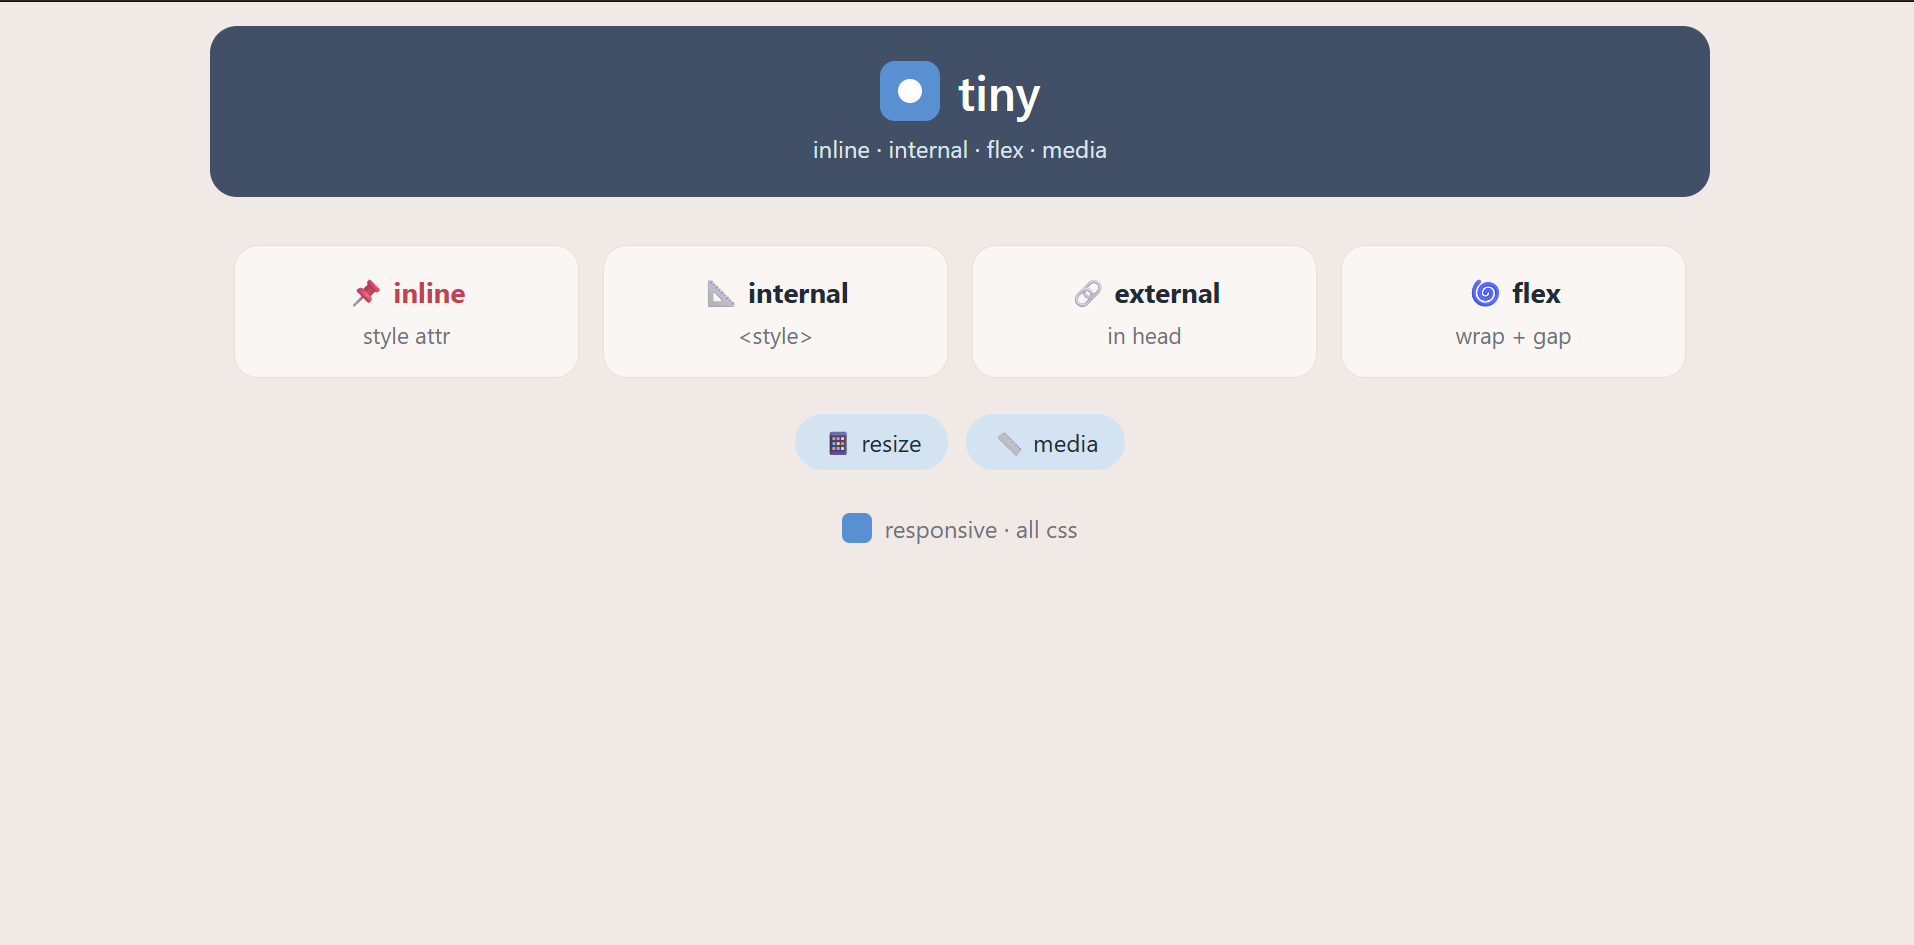 tiny
inline · internal · flex · media
📌 inline
style attr
📐 internal
<style>
🔗 external
in head
🌀 flex
wrap + gap
📱 resize
📏 media
responsive · all css